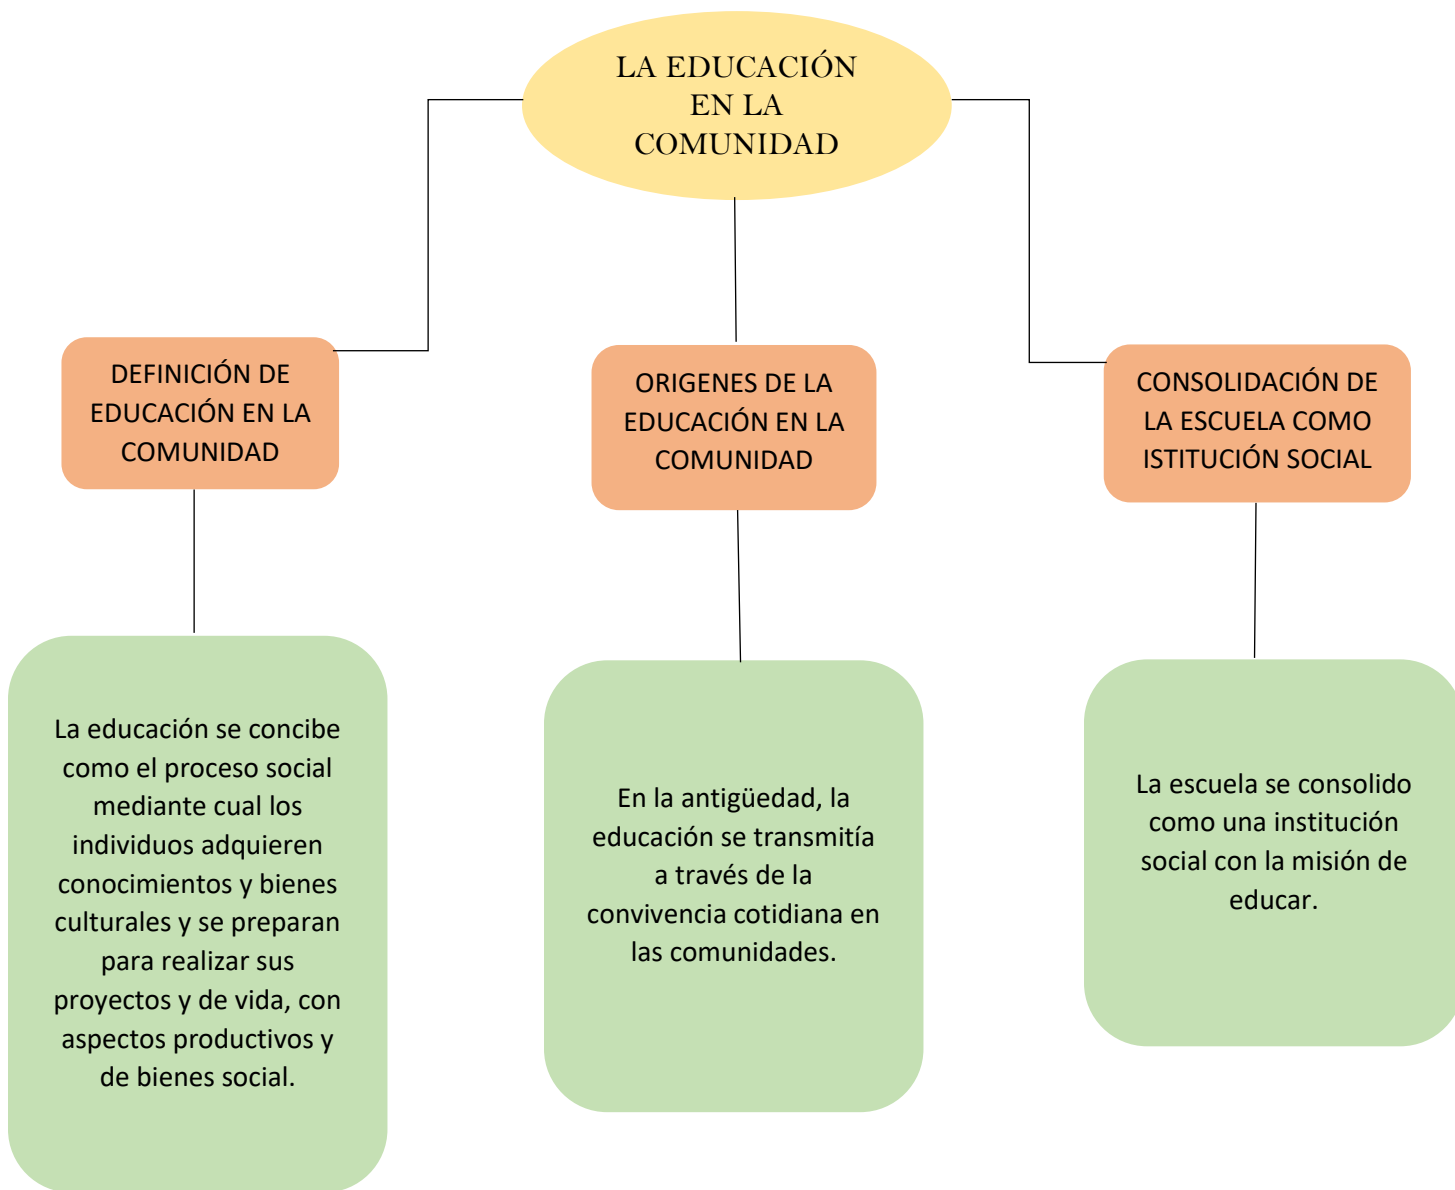 LA EDUCACIÓN
EN LA
COMUNIDAD
DEFINICIÓN DE
EDUCACIÓN EN LA
COMUNIDAD
ORIGENES DE LA
EDUCACIÓN EN LA
COMUNIDAD
CONSOLIDACIÓN DE
LA ESCUELA COMO
ISTITUCIÓN SOCIAL
La educación se concibe
como el proceso social
mediante cual los
individuos adquieren
conocimientos y bienes
culturales y se preparan
para realizar sus
proyectos y de vida, con
aspectos productivos y
de bienes social.
En la antigüedad, la
educación se transmitía
a través de la
convivencia cotidiana en
las comunidades.
La escuela se consolido
como una institución
social con la misión de
educar.